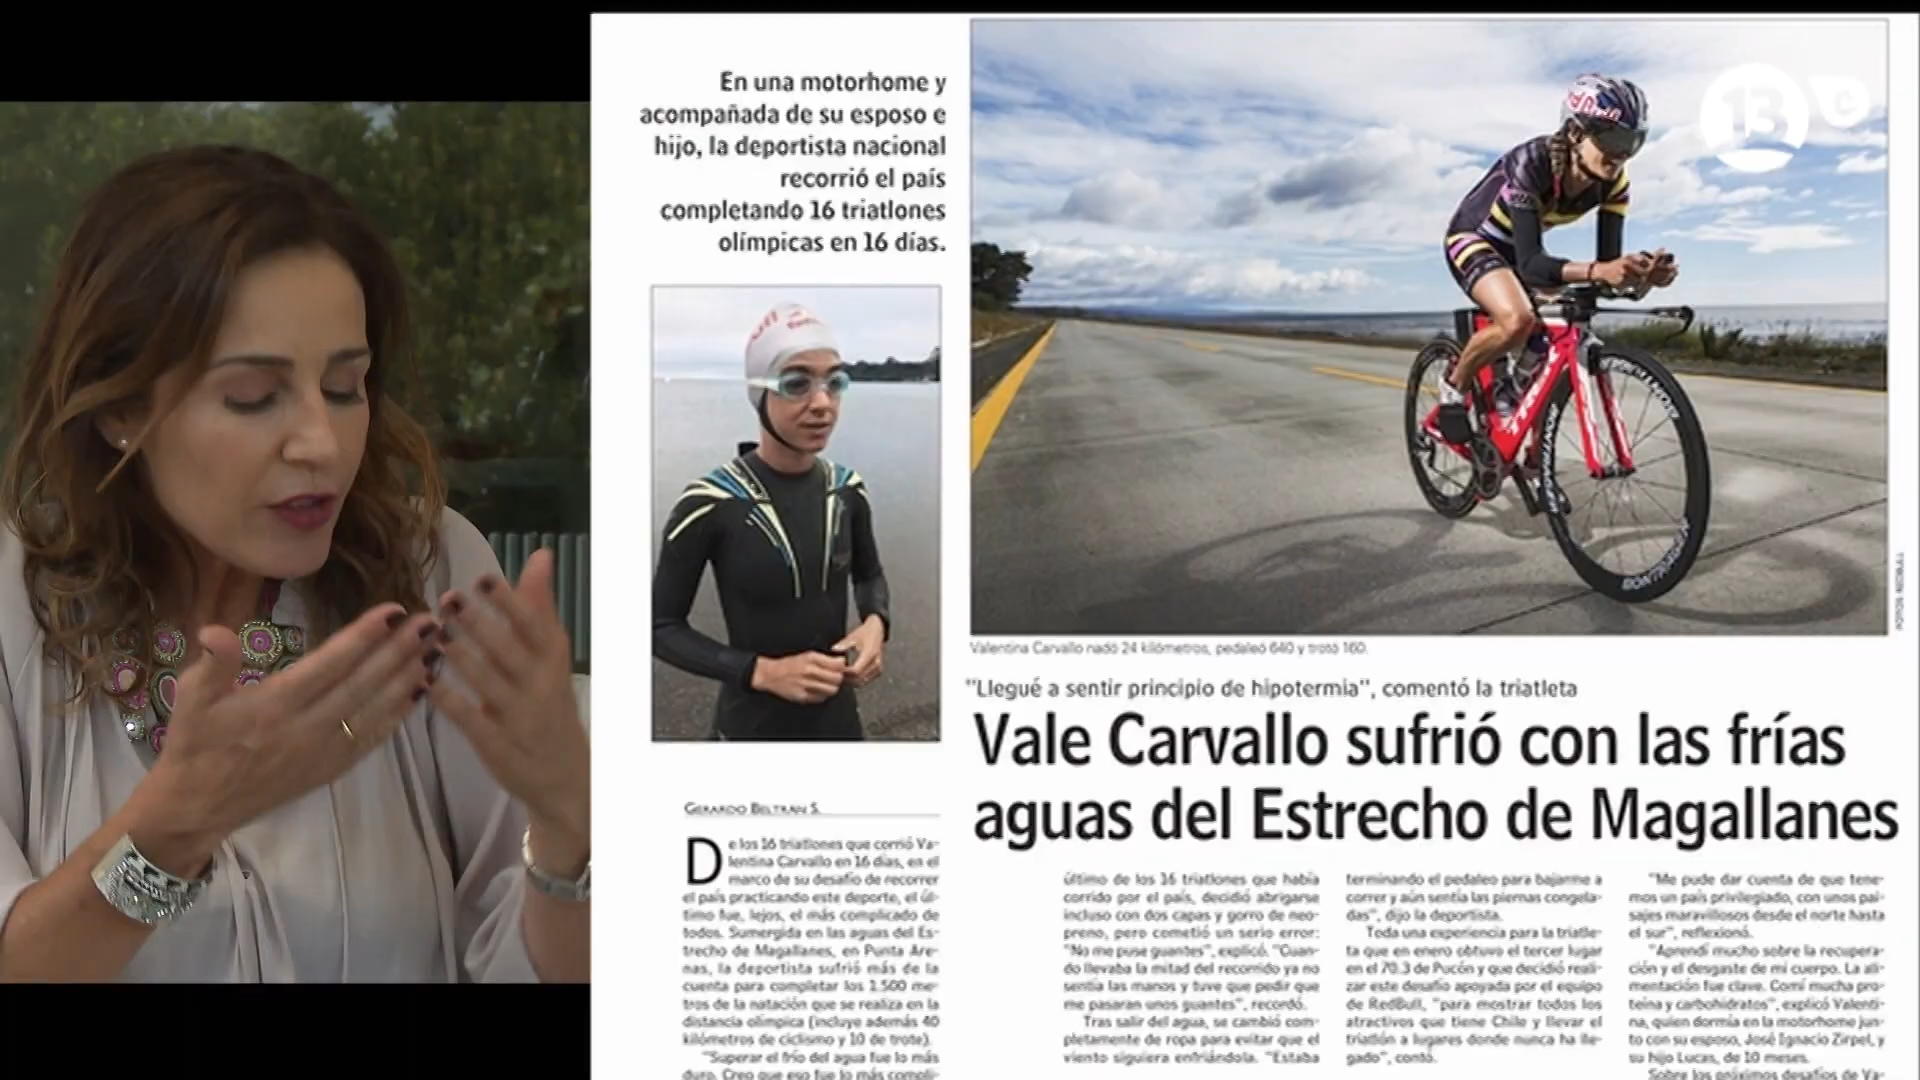 En una motorhome y
acompañada de su esposo e
hijo, la deportista nacional
recorrió el país
completando 16 triatlones
olímpicas en 16 días.
13
C
Valentina Carvallo nadó 24 kilómetros, pedaleó 640 y trotó 160.
"Llegué a sentir principio de hipotermia", comentó la triatleta
Vale Carvallo sufrió con las frías
aguas del Estrecho de Magallanes
GERARDO BELTRAN S.
De los 16 triatlones que corrió Va-
lentina Carvallo en 16 días, en el
marco de su desafío de recorrer
el país practicando este deporte, el úl-
timo fue, lejos, el más complicado de
todos. Sumergida en las aguas del Es-
trecho de Magallanes, en Punta Are-
nas, la deportista sufrió más de la
cuenta para completar los 1.500 me-
tros de la natación que se realiza en la
distancia olímpica (incluye además 40
kilómetros de ciclismo y 10 de trote).
"Superar el frío del agua fue lo más
duro. Creo que eso fue lo más compli-
último de los 16 triatlones que había
corrido por el país, decidió abrigarse
incluso con dos capas y gorro de neo-
preno, pero cometió un serio error:
"No me puse guantes", explicó. "Cuan-
do llevaba la mitad del recorrido ya no
sentía las manos y tuve que pedir que
me pasaran unos guantes", recordó.
Tras salir del agua, se cambió com-
pletamente de ropa para evitar que el
viento siguiera enfriándola. "Estaba
terminando el pedaleo para bajarme a
correr y aún sentía las piernas congela-
das", dijo la deportista.
Toda una experiencia para la triatle-
ta que en enero obtuvo el tercer lugar
en el 70.3 de Pucón y que decidió reali-
zar este desafío apoyada por el equipo
de RedBull, "para mostrar todos los
atractivos que tiene Chile y llevar el
triatlón a lugares donde nunca ha lle-
gado", contó.
"Me pude dar cuenta de que tene-
mos un país privilegiado, con unos pai-
sajes maravillosos desde el norte hasta
el sur", reflexionó.
"Aprendí mucho sobre la recupera-
ción y el desgaste de mi cuerpo. La ali-
mentación fue clave. Comí mucha pro-
teína y carbohidratos", explicó Valenti-
na, quien dormía en la motorhome jun-
to con su esposo, José Ignacio Zirpel, y
su hijo Lucas, de 10 meses.
Sobre los próximos desafíos de Va-